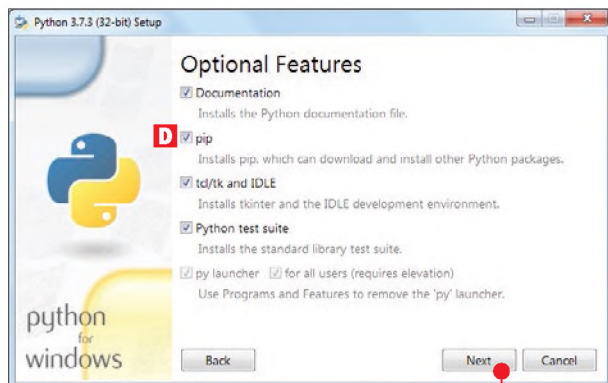 Python 3.7.3 (32-bit) Setup
Optional Features
Documentation
Installs the Python documentation file.
D
pip
Installs pip, which can download and install other Python packages.
tcl/tk and IDLE
Installs tkinter and the IDLE development environment.
Python test suite
Installs the standard library test suite.
py launcher for all users (requires elevation)
Use Programs and Features to remove the 'py' launcher.
python
for
windows
Back
Next
Cancel